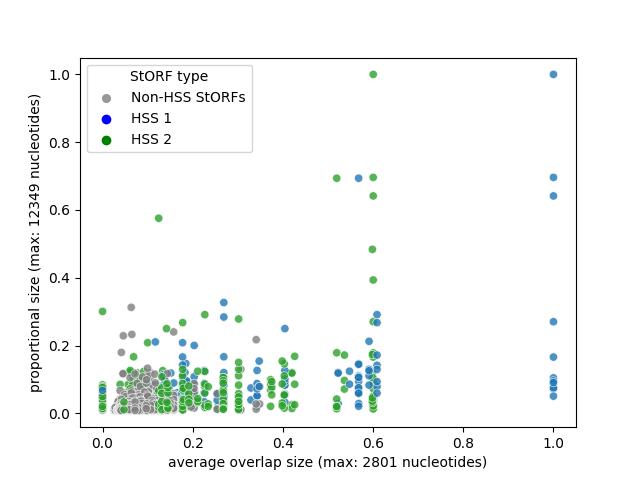 StORF type
Non-HSS StORFs
HSS 1
HSS 2
1.0
0.8
0.6
0.4
0.2
0.0
proportional size (max: 12349 nucleotides)
0.0 0.2 0.4 0.6 0.8 1.0
average overlap size (max: 2801 nucleotides)